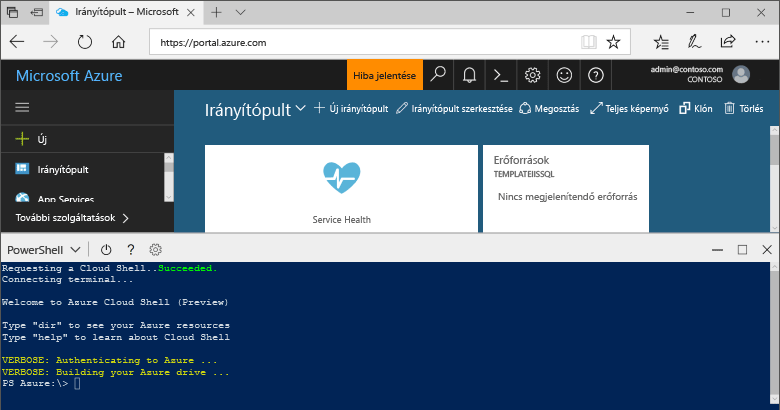 Irányítópult – Microsoft
https://portal.azure.com
Microsoft Azure
Hiba jelentése
admin@contoso.com
CONTOSO
Új
Irányítópult
App Services
További szolgáltatások
Irányítópult
Új irányítópult
Irányítópult szerkesztése
Megosztás
Teljes képernyő
Klón
Törlés
Service Health
Erőforrások
TEMPLATEIISSQL
Nincs megjelenítendő erőforrás
PowerShell
Requesting a Cloud Shell..Succeeded.
Connecting terminal...
Welcome to Azure Cloud Shell (Preview)
Type "dir" to see your Azure resources
Type "help" to learn about Cloud Shell
VERBOSE: Authenticating to Azure ...
VERBOSE: Building your Azure drive ...
PS Azure:\>